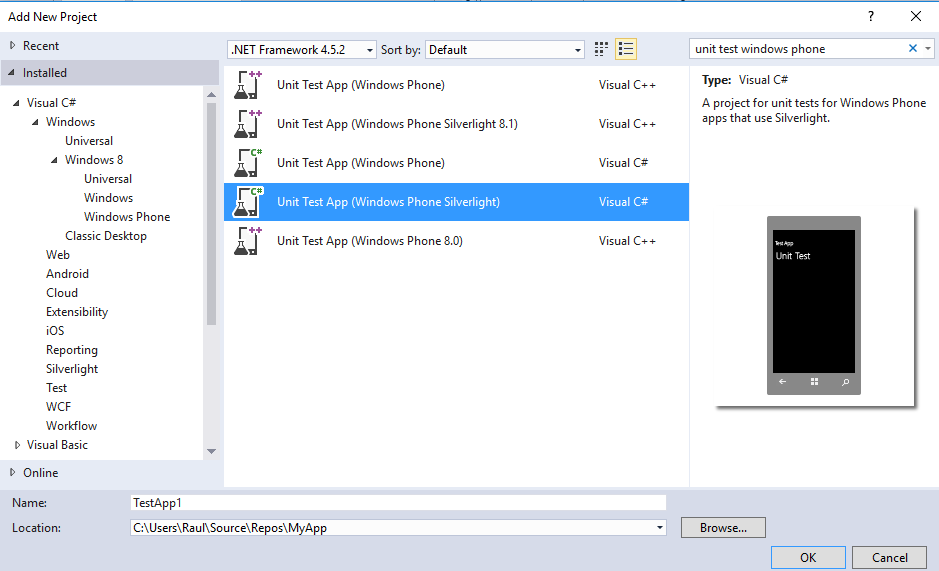 Add New Project
?
Recent
.NET Framework 4.5.2
Sort by:
Default
unit test windows phone
Installed
Visual C#
Windows
Universal
Windows 8
Universal
Windows
Windows Phone
Classic Desktop
Web
Android
Cloud
Extensibility
iOS
Reporting
Silverlight
Test
WCF
Workflow
Visual Basic
Online
++ Unit Test App (Windows Phone) Visual C++
++ Unit Test App (Windows Phone Silverlight 8.1) Visual C++
C# Unit Test App (Windows Phone) Visual C#
C# Unit Test App (Windows Phone Silverlight) Visual C#
++ Unit Test App (Windows Phone 8.0) Visual C++
Type: Visual C#
A project for unit tests for Windows Phone
apps that use Silverlight.
Test App
Unit Test
Name: TestApp1
Location: C:\Users\Raul\Source\Repos\MyApp
Browse...
OK
Cancel